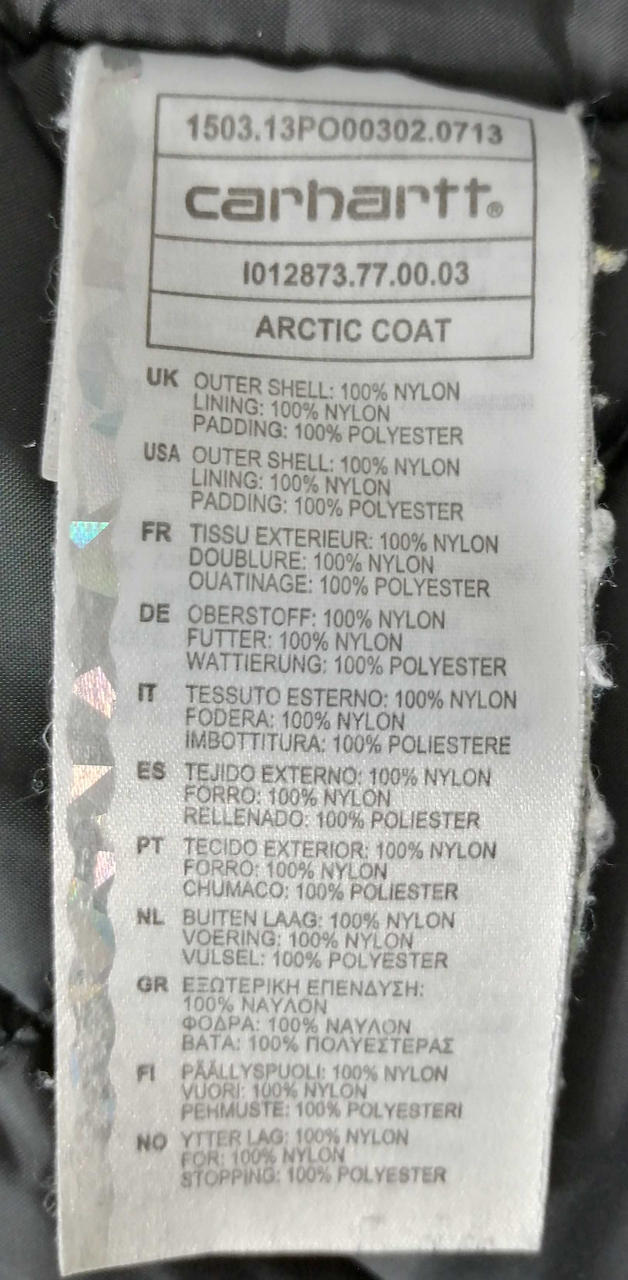 1503.13PO00302.0713
carhartt®
I012873.77.00.03
ARCTIC COAT
UK OUTER SHELL: 100% NYLON
LINING: 100% NYLON
PADDING: 100% POLYESTER
USA OUTER SHELL: 100% NYLON
LINING: 100% NYLON
PADDING: 100% POLYESTER
FR TISSU EXTERIEUR: 100% NYLON
DOUBLURE: 100% NYLON
OUATINAGE: 100% POLYESTER
DE OBERSTOFF: 100% NYLON
FUTTER: 100% NYLON
WATTIERUNG: 100% POLYESTER
IT TESSUTO ESTERNO: 100% NYLON
FODERA: 100% NYLON
IMBOTTITURA: 100% POLIESTERE
ES TEJIDO EXTERNO: 100% NYLON
FORRO: 100% NYLON
RELLENADO: 100% POLIESTER
PT TECIDO EXTERIOR: 100% NYLON
FORRO: 100% NYLON
CHUMACO: 100% POLIESTER
NL BUITEN LAAG: 100% NYLON
VOERING: 100% NYLON
VULSEL: 100% POLYESTER
GR ΕΞΩΤΕΡΙΚΗ ΕΠΕΝΔΥΣΗ:
100% ΝΑΥΛΟΝ
ΦΟΔΡΑ: 100% ΝΑΥΛΟΝ
ΒΑΤΑ: 100% ΠΟΛΥΕΣΤΕΡΑΣ
FI PÄÄLLYSPUOLI: 100% NYLON
VUORI: 100% NYLON
PEHMUSTE: 100% POLYESTERI
NO YTTER LAG: 100% NYLON
FOR: 100% NYLON
STOPPING: 100% POLYESTER